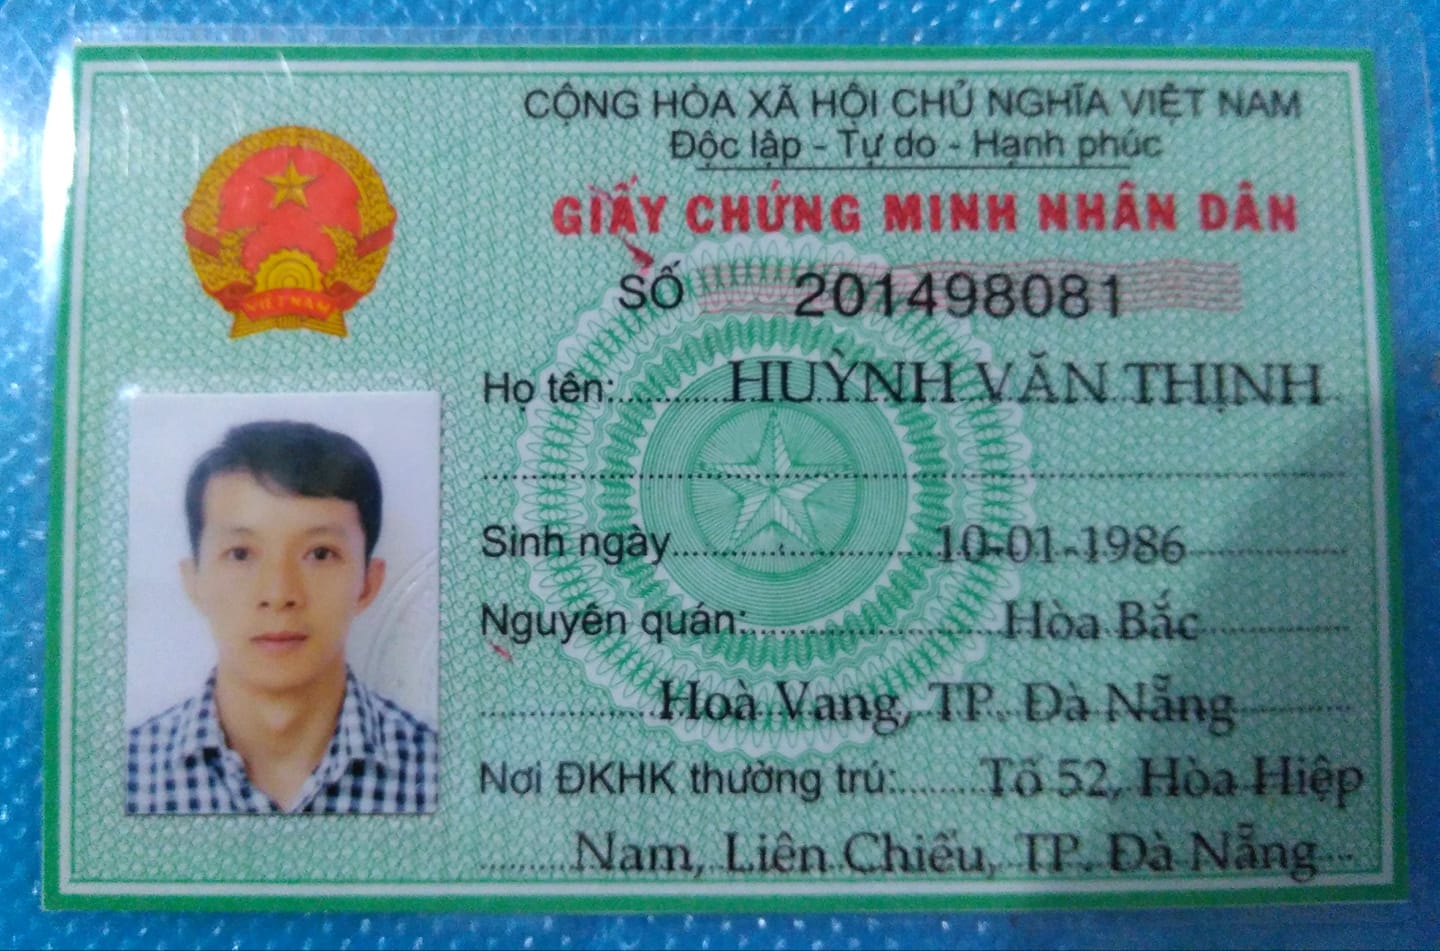 CỘNG HÒA XÃ HỘI CHỦ NGHĨA VIỆT NAM
Độc lập - Tự do - Hạnh phúc
GIẤY CHỨNG MINH NHÂN DÂN
SỐ 201498081
VIỆT NAM
Họ tên: HUỲNH VĂN THỊNH
Sinh ngày 10-01-1986
Nguyên quán: Hòa Bắc
Hoà Vang, TP. Đà Nẵng
Nơi ĐKHK thường trú: Tổ 52, Hòa Hiệp
Nam, Liên Chiểu, TP. Đà Nẵng